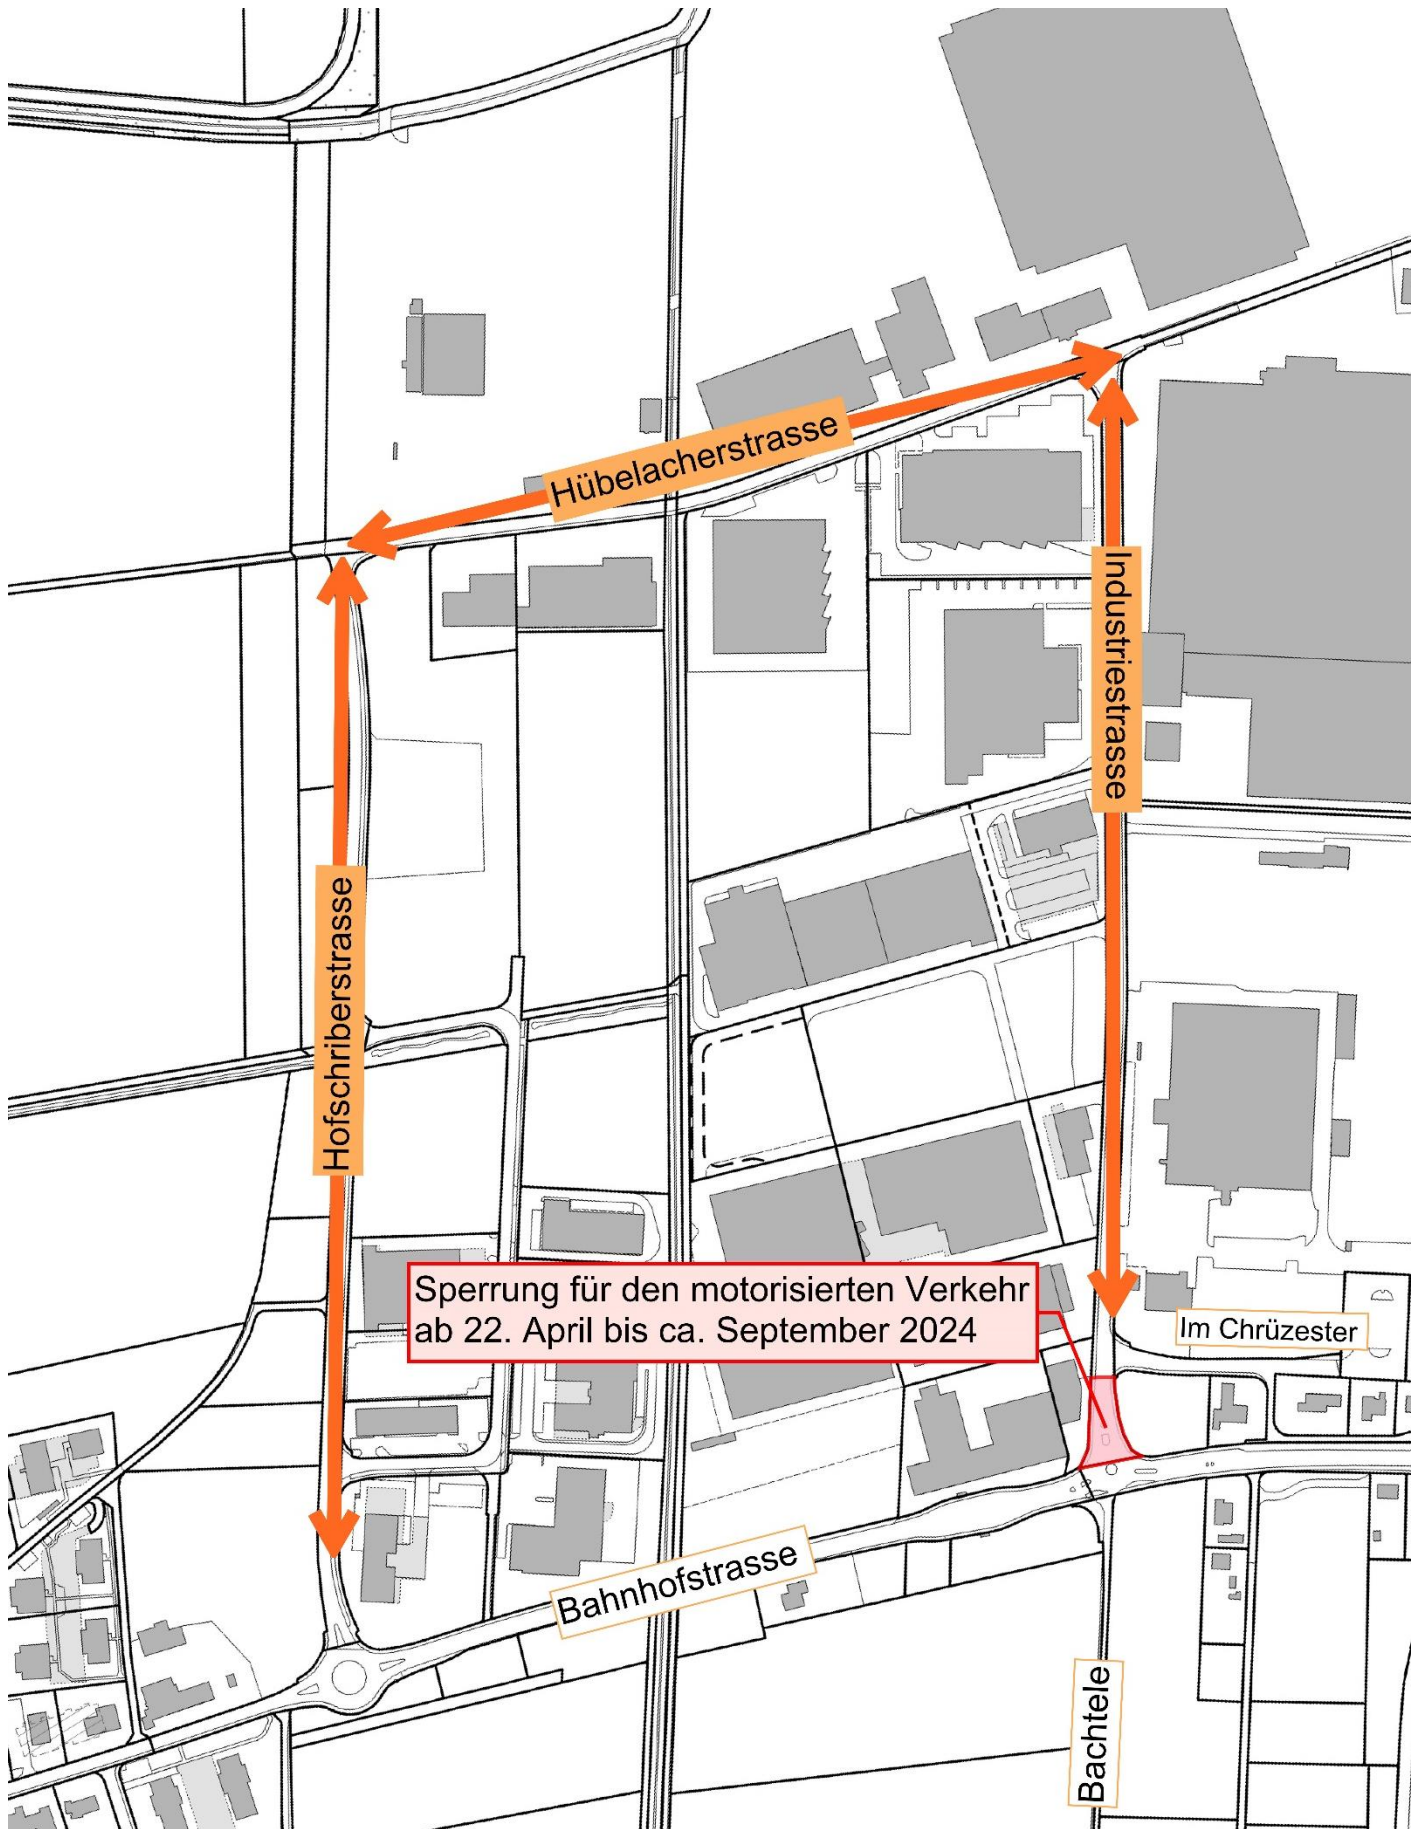 Hübelacherstrasse
Industriestrasse
Hofschriberstrasse
Sperrung für den motorisierten Verkehr
ab 22. April bis ca. September 2024
Im Chrüzester
Bahnhofstrasse
Bachtele